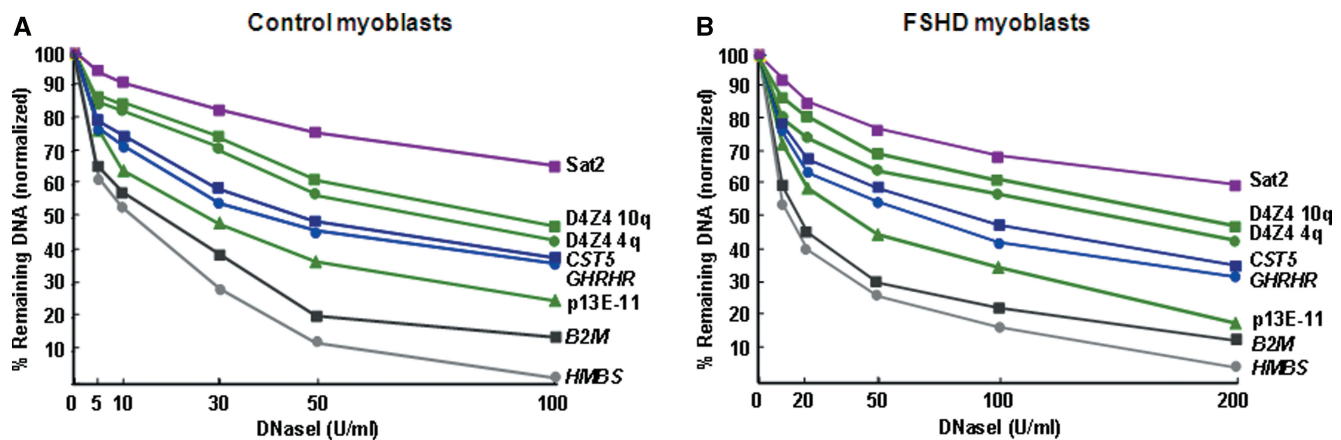 A
Control myoblasts
% Remaining DNA (normalized)
100
90
80
70
60
50
40
30
20
10
0 5 10 30 50 100
DNaseI (U/ml)
Sat2
D4Z4 10q
D4Z4 4q
CST5
GHRHR
p13E-11
B2M
HMBS
B
FSHD myoblasts
% Remaining DNA (normalized)
100
90
80
70
60
50
40
30
20
10
0 20 50 100 200
DNaseI (U/ml)
Sat2
D4Z4 10q
D4Z4 4q
CST5
GHRHR
p13E-11
B2M
HMBS